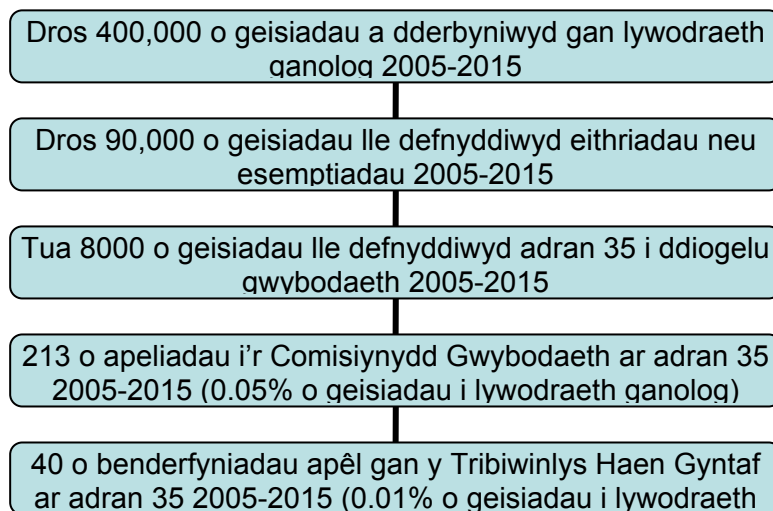 Dros 400,000 o geisiadau a dderbyniwyd gan lywodraeth
ganolog 2005-2015
Dros 90,000 o geisiadau lle defnyddiwyd eithriadau neu
esemptiadau 2005-2015
Tua 8000 o geisiadau lle defnyddiwyd adran 35 i ddiogelu
gwybodaeth 2005-2015
213 o apeliadau i'r Comisiynydd Gwybodaeth ar adran 35
2005-2015 (0.05% o geisiadau i lywodraeth ganolog)
40 o benderfyniadau apêl gan y Tribiwinlys Haen Gyntaf
ar adran 35 2005-2015 (0.01% o geisiadau i lywodraeth